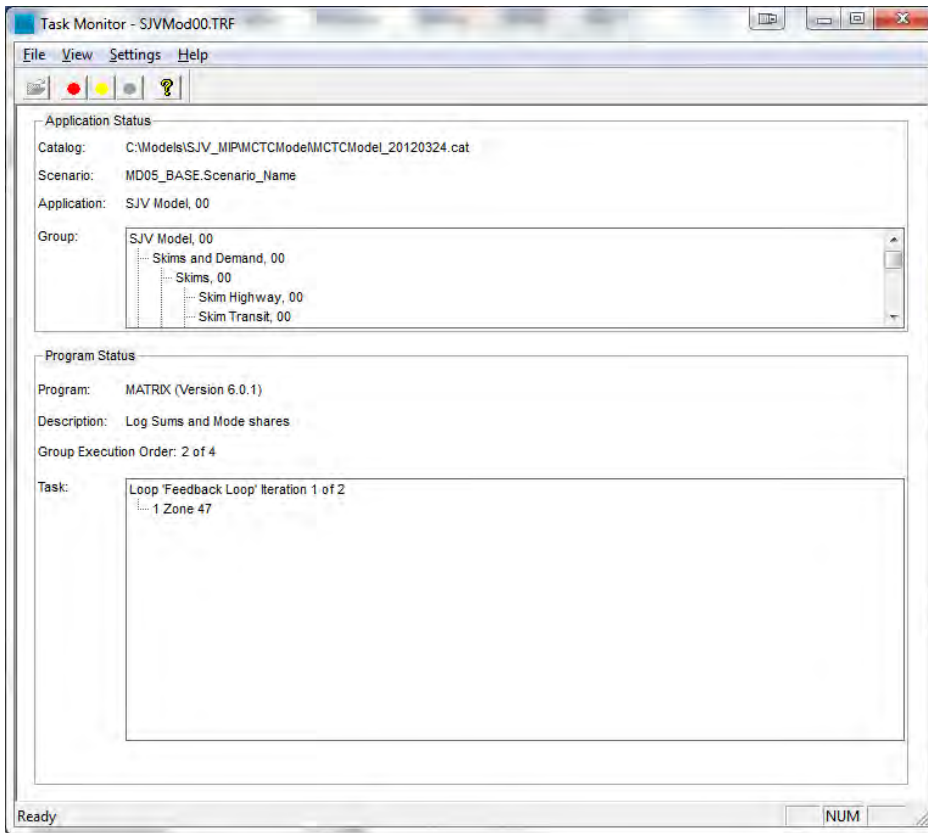 Task Monitor - SJVMod00.TRF
File View Settings Help
Application Status
Catalog: C:\Models\SJV_MIP\MCTCModel\MCTCModel_20120324.cat
Scenario: MD05_BASE.Scenario_Name
Application: SJV Model, 00
Group: SJV Model, 00
Skims and Demand, 00
Skims, 00
Skim Highway, 00
Skim Transit, 00
Program Status
Program: MATRIX (Version 6.0.1)
Description: Log Sums and Mode shares
Group Execution Order: 2 of 4
Task: Loop 'Feedback Loop' Iteration 1 of 2
1 Zone 47
Ready NUM